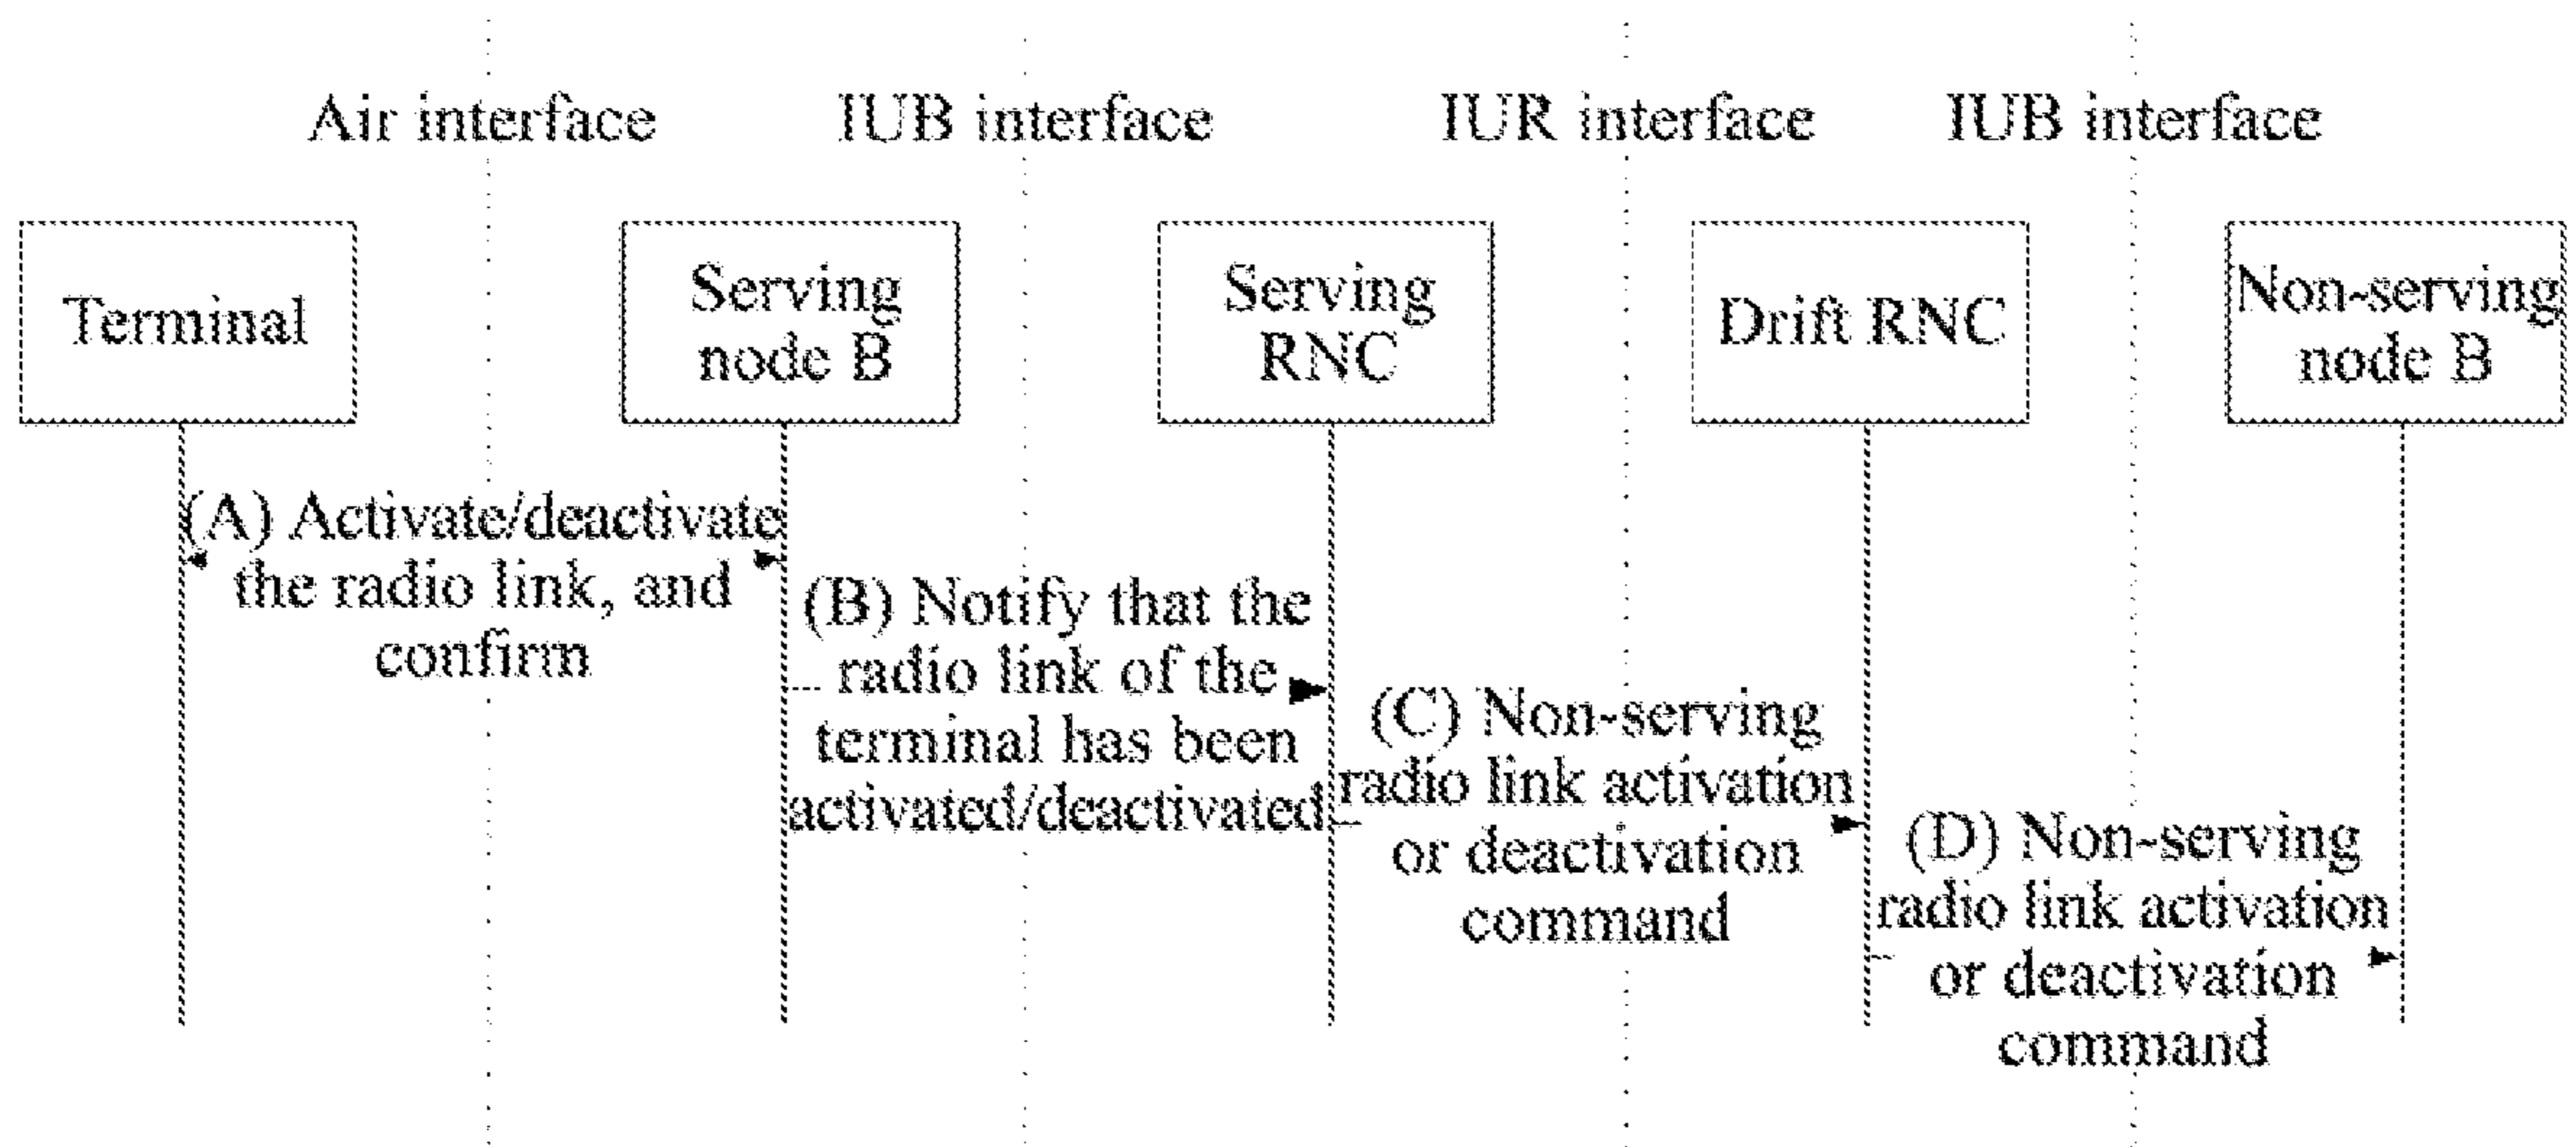 Air interface
IUB interface
IUR interface
IUB interface
Terminal
Serving
node B
Serving
RNC
Drift RNC
Non-serving
node B
(A) Activate/deactivate
the radio link, and
confirm
(B) Notify that the
radio link of the
terminal has been
activated/deactivated
(C) Non-serving
radio link activation
or deactivation
command
(D) Non-serving
radio link activation
or deactivation
command